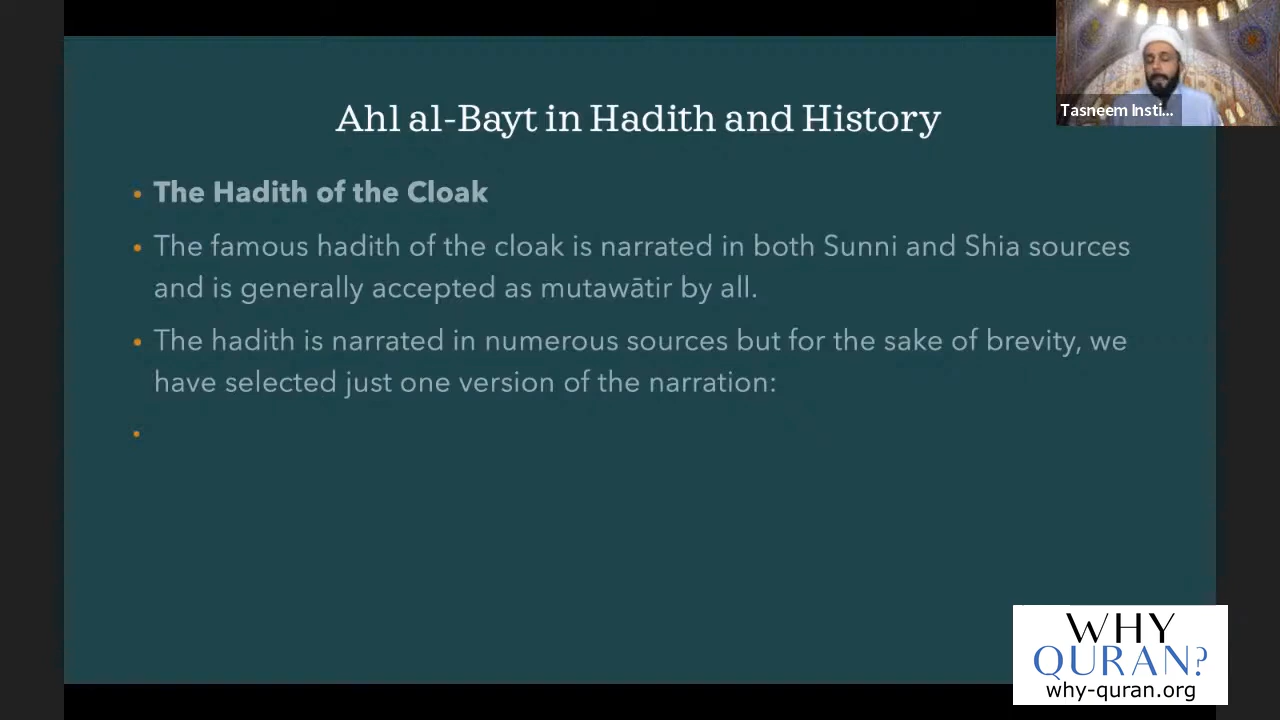 Ahl al-Bayt in Hadith and History
Tasneem Insti...
• The Hadith of the Cloak
• The famous hadith of the cloak is narrated in both Sunni and Shia sources
and is generally accepted as mutawātir by all.
• The hadith is narrated in numerous sources but for the sake of brevity, we
have selected just one version of the narration:
•
WHY
QURAN?
why-quran.org